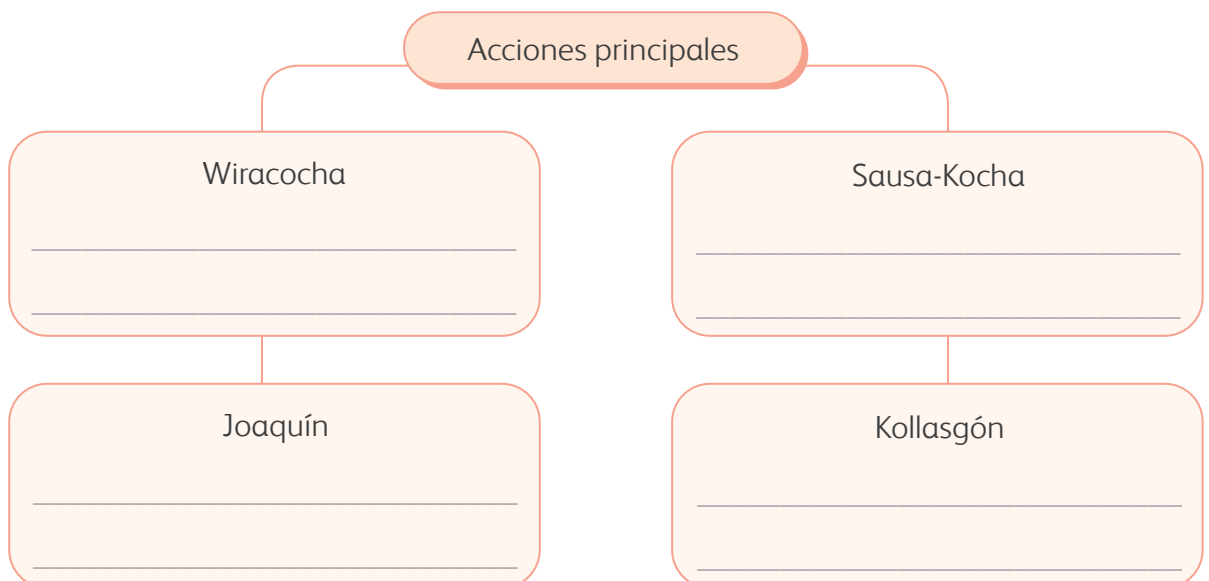 Acciones principales
Wiracocha
Sausa-Kocha
Joaquín
Kollasgón